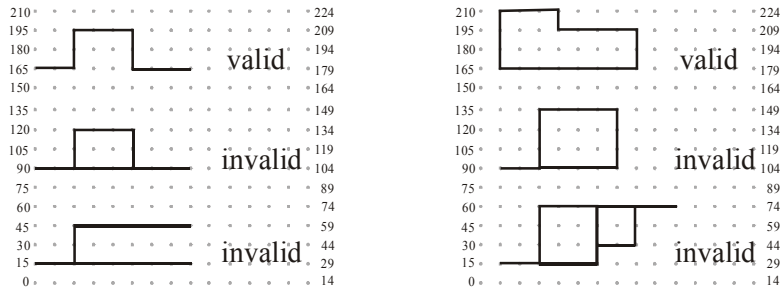 210 224 210 224
195 209 195 209
180 194 180 194
165 valid 179 165 valid 179
150 164 150 164
135 149 135 149
120 134 120 134
105 119 105 119
90 invalid 104 90 invalid 104
75 89 75 89
60 74 60 74
45 59 45 59
30 44 30 44
15 invalid 29 15 invalid 29
0 14 0 14